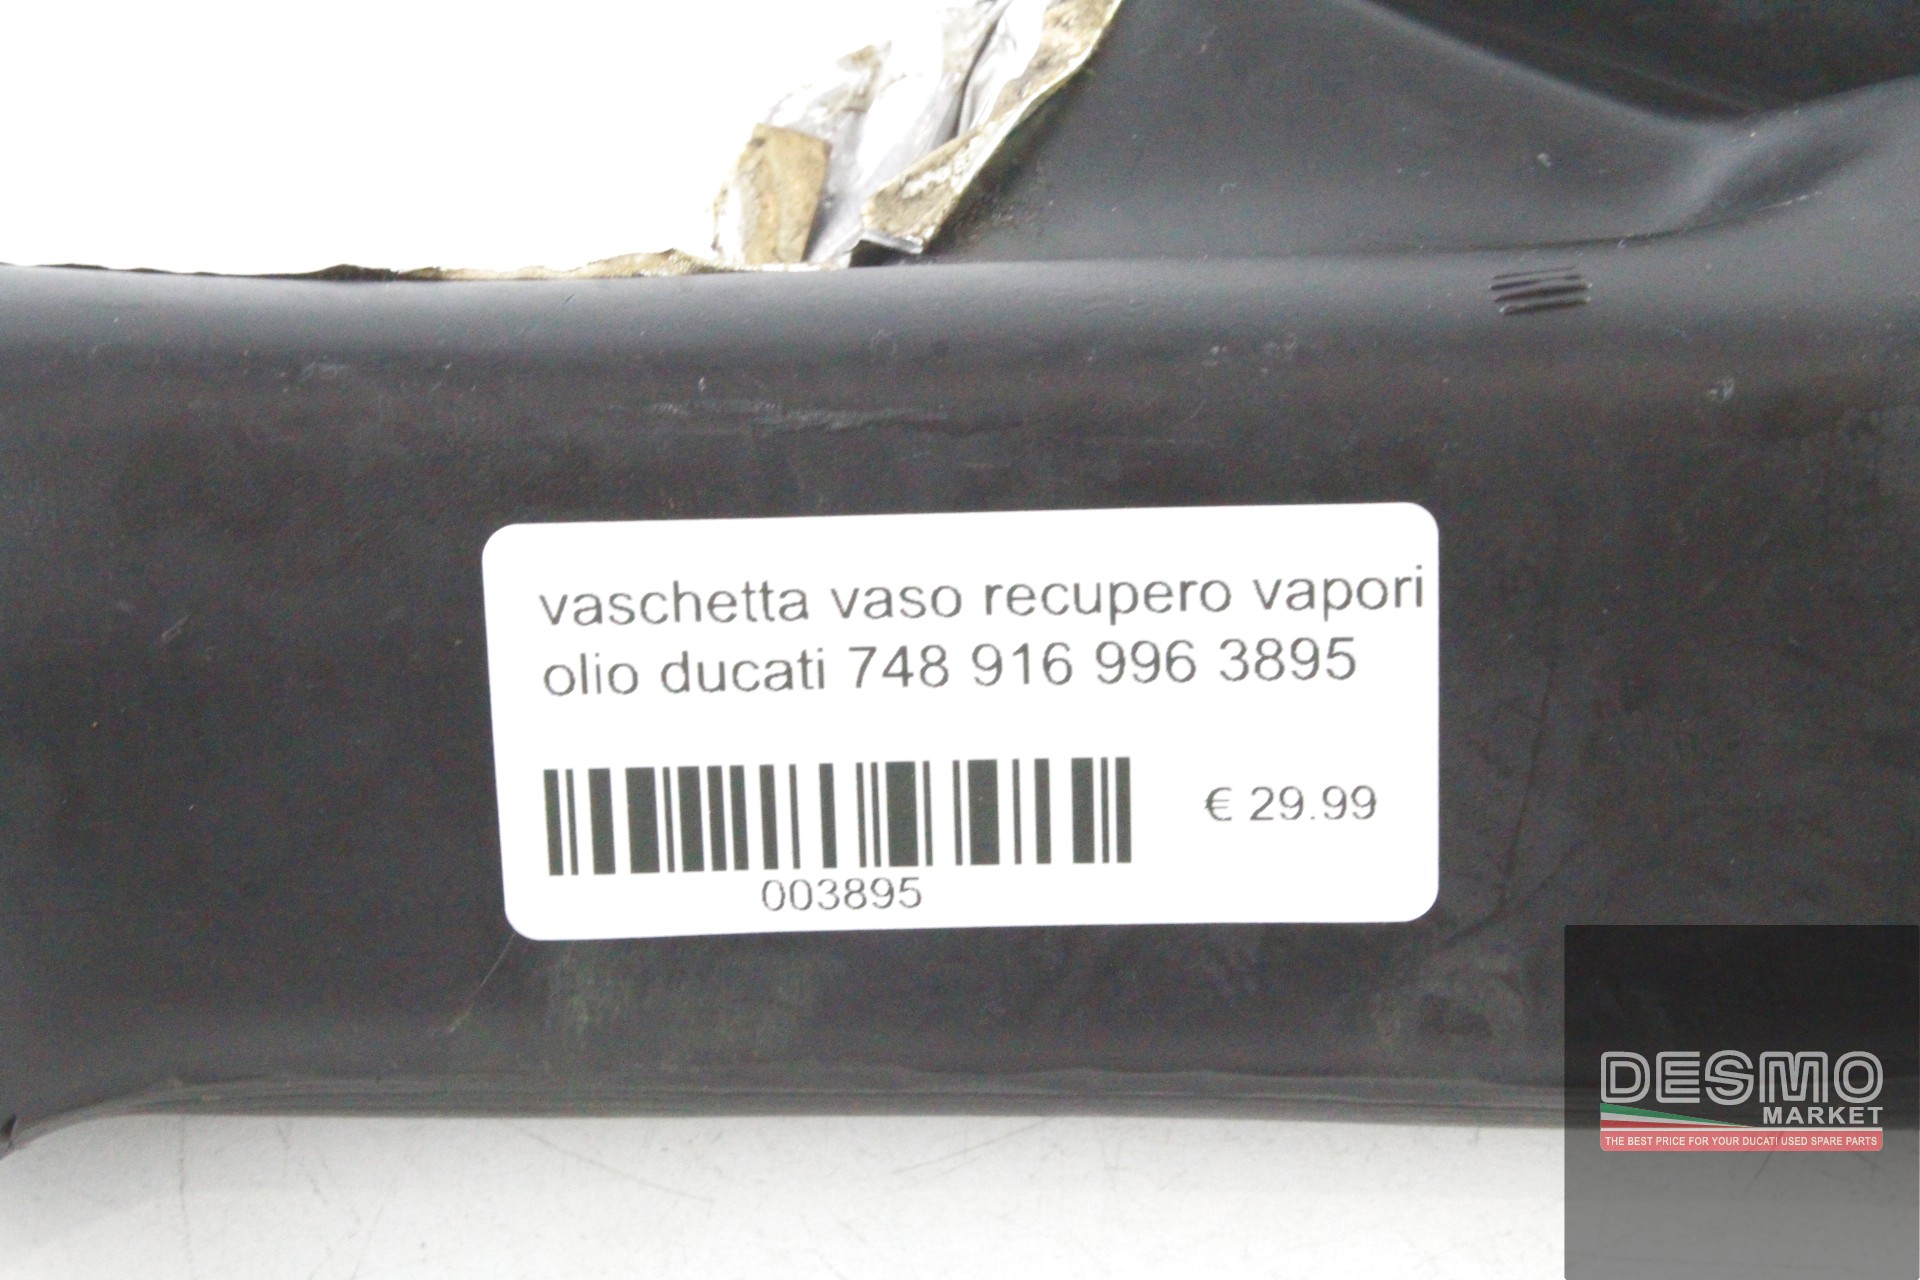 vaschetta vaso recupero vapori
olio ducati 748 916 996 3895
€ 29.99
003895
DESMO
MARKET
THE BEST PRICE FOR YOUR DUCATI USED SPARE PARTS